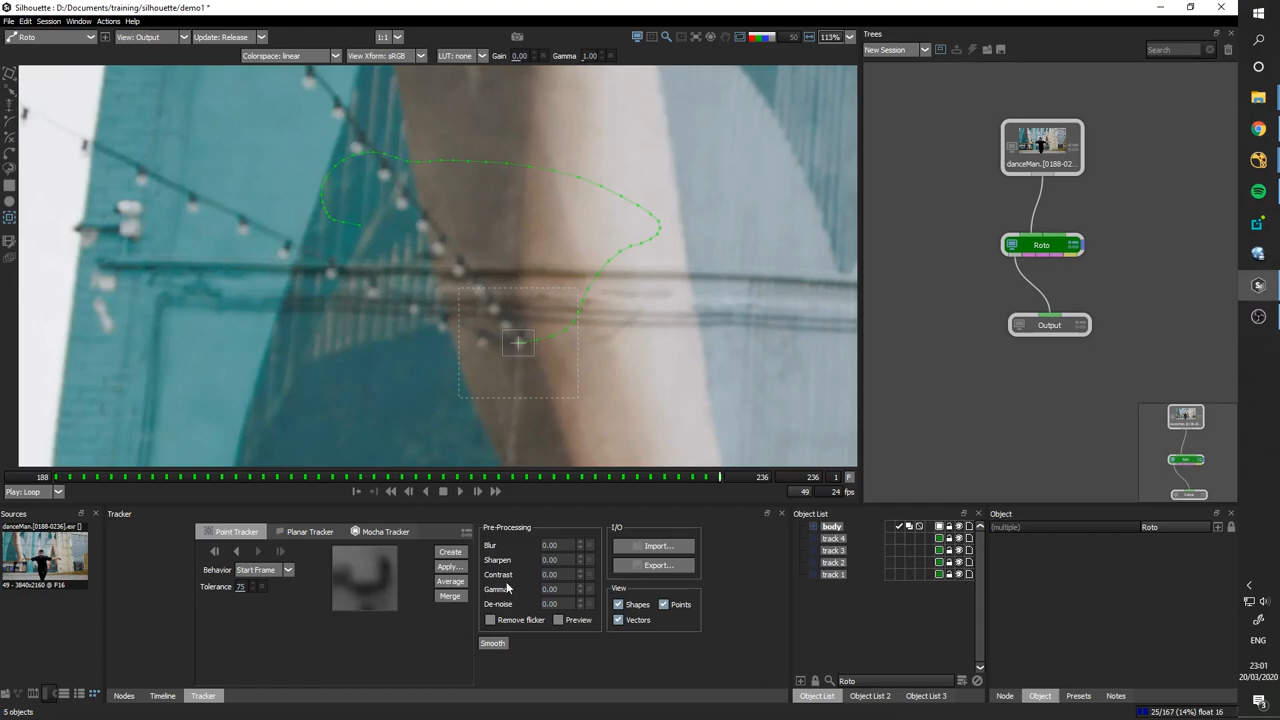 Silhouette : D:/Documents/training/silhouette/demo1 *
File Edit Session Window Actions Help
Roto
View: Output
Update: Release
1:1
50
113%
Colorspace: linear
View Xform: sRGB
LUT: none
Gain 0.00
Gamma 1.00
Trees
New Session
Search
danceMan.[0188-02...
Roto
Output
188
236
236
1
F
Play: Loop
49
24
fps
Sources
danceMan.[0188-0236].exr []
49 - 3840x2160 @ F16
5 objects
Tracker
Point Tracker
Planar Tracker
Mocha Tracker
Behavior Start Frame
Tolerance 75
Create
Apply...
Average
Merge
Pre-Processing
Blur 0.00
Sharpen 0.00
Contrast 0.00
Gamma 0.00
De-noise 0.00
Remove flicker
Preview
Smooth
I/O
Import...
Export...
View
Shapes
Points
Vectors
Nodes
Timeline
Tracker
Object List
body
track 4
track 3
track 2
track 1
Roto
Object List
Object List 2
Object List 3
Object
(multiple)
Roto
Node
Object
Presets
Notes
25/167 (14%) float 16
ENG
23:01
20/03/2020
3